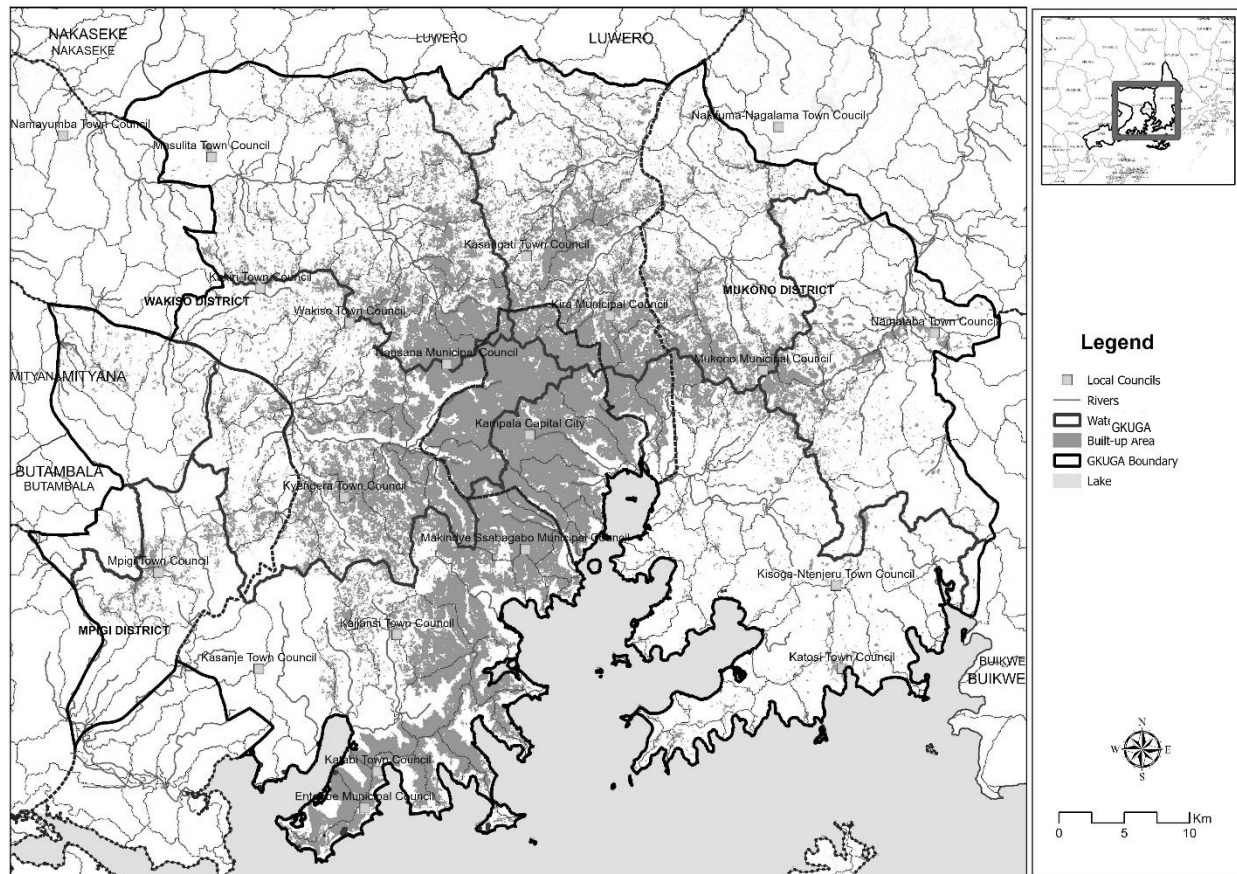 NAKASEKE
NAKASEKE
LUWERO
LUWERO
Namayumba Town Council
Nakifuma-Nagalama Town Coucil
Masulita Town Council
Kasangati Town Council
Kakiri Town Council
WAKISO DISTRICT
MUKONO DISTRICT
Wakiso Town Council
Kira Municipal Council
Namataba Town Council
Nansana Municipal Council
Mukono Municipal Council
MITYANA
MITYANA
Kampala Capital City
BUTAMBALA
BUTAMBALA
Kyengera Town Council
Makindye Ssabagabo Municipal Council
Mpigi Town Council
Kisoga-Ntenjeru Town Council
MPIGI DISTRICT
Kajjansi Town Council
Kasanje Town Council
Katosi Town Council
BUIKWE
BUIKWE
Katabi Town Council
Entebbe Municipal Council
Legend
Local Councils
Rivers
Wat GKUGA
Built-up Area
GKUGA Boundary
Lake
N
W E
S
Km
0 5 10